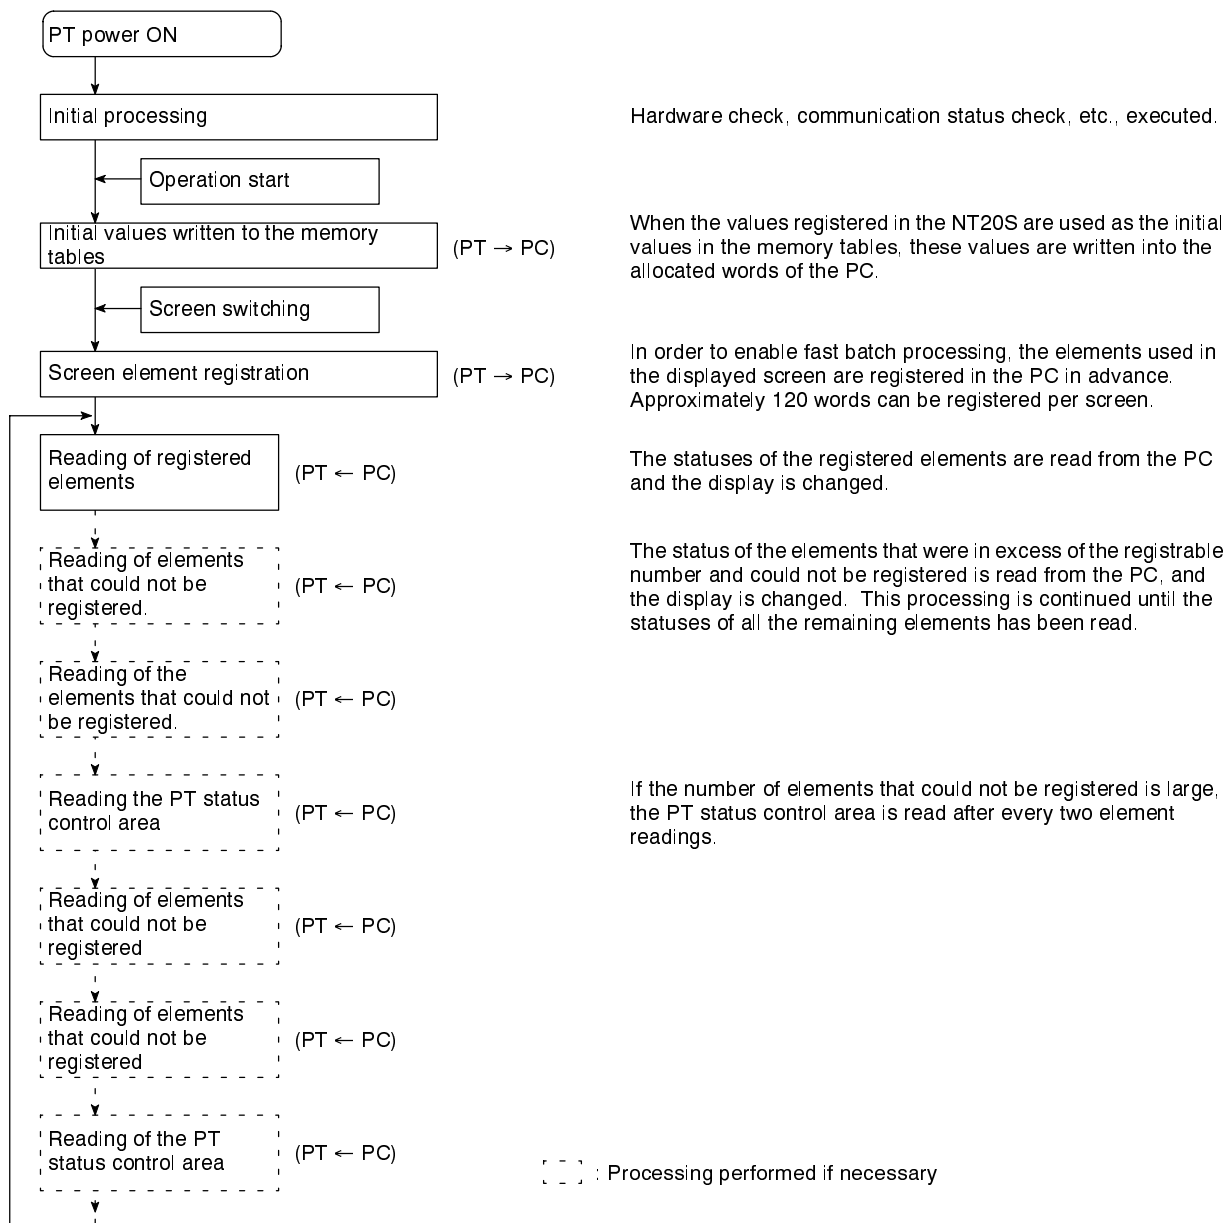 PT power ON
Initial processing
Hardware check, communication status check, etc., executed.
Operation start
Initial values written to the memory
tables
(PT → PC)
When the values registered in the NT20S are used as the initial
values in the memory tables, these values are written into the
allocated words of the PC.
Screen switching
Screen element registration
(PT → PC)
In order to enable fast batch processing, the elements used in
the displayed screen are registered in the PC in advance.
Approximately 120 words can be registered per screen.
Reading of registered
elements
(PT ← PC)
The statuses of the registered elements are read from the PC
and the display is changed.
Reading of elements
that could not be
registered.
(PT ← PC)
The status of the elements that were in excess of the registrable
number and could not be registered is read from the PC, and
the display is changed.  This processing is continued until the
statuses of all the remaining elements has been read.
Reading of the
elements that could not
be registered.
(PT ← PC)
Reading the PT status
control area
(PT ← PC)
If the number of elements that could not be registered is large,
the PT status control area is read after every two element
readings.
Reading of elements
that could not be
registered
(PT ← PC)
Reading of elements
that could not be
registered
(PT ← PC)
Reading of the PT
status control area
(PT ← PC)
: Processing performed if necessary